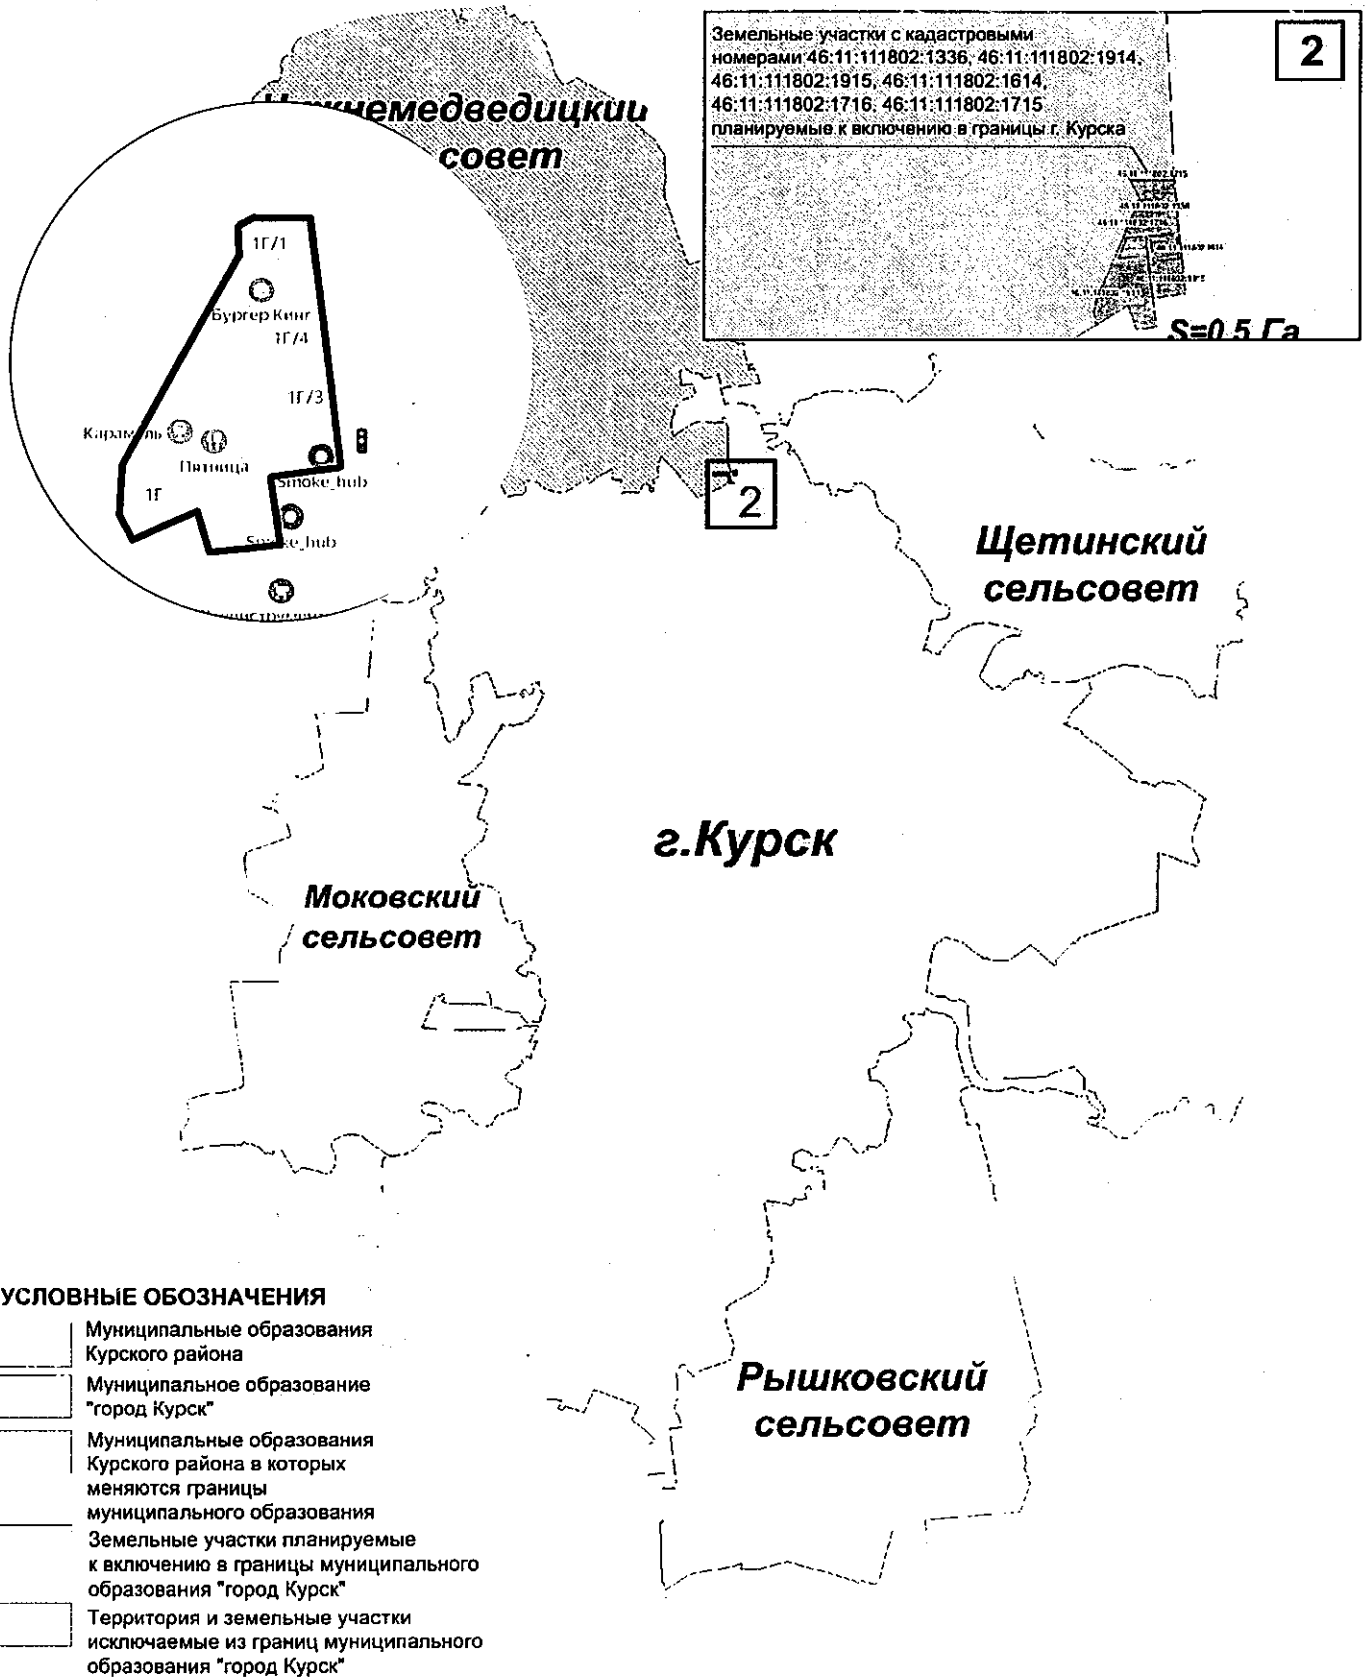 Земельные участки с кадастровыми
номерами 46:11:111802:1336, 46:11:111802:1914,
46:11:111802:1915, 46:11:111802:1614,
46:11:111802:1716, 46:11:111802:1715
планируемые к включению в границы г. Курска
2
S=0.5 Га
совет
1Г/1
Бургер Кинг
1Г/4
1Г/3
Карамель
Пятница
1Г
Smoke_hub
Smoke_hub
2
Щетинский
сельсовет
г.Курск
Моковский
сельсовет
Рышковский
сельсовет
УСЛОВНЫЕ ОБОЗНАЧЕНИЯ
Муниципальные образования
Курского района
Муниципальное образование
"город Курск"
Муниципальные образования
Курского района в которых
меняются границы
муниципального образования
Земельные участки планируемые
к включению в границы муниципального
образования "город Курск"
Территория и земельные участки
исключаемые из границ муниципального
образования "город Курск"